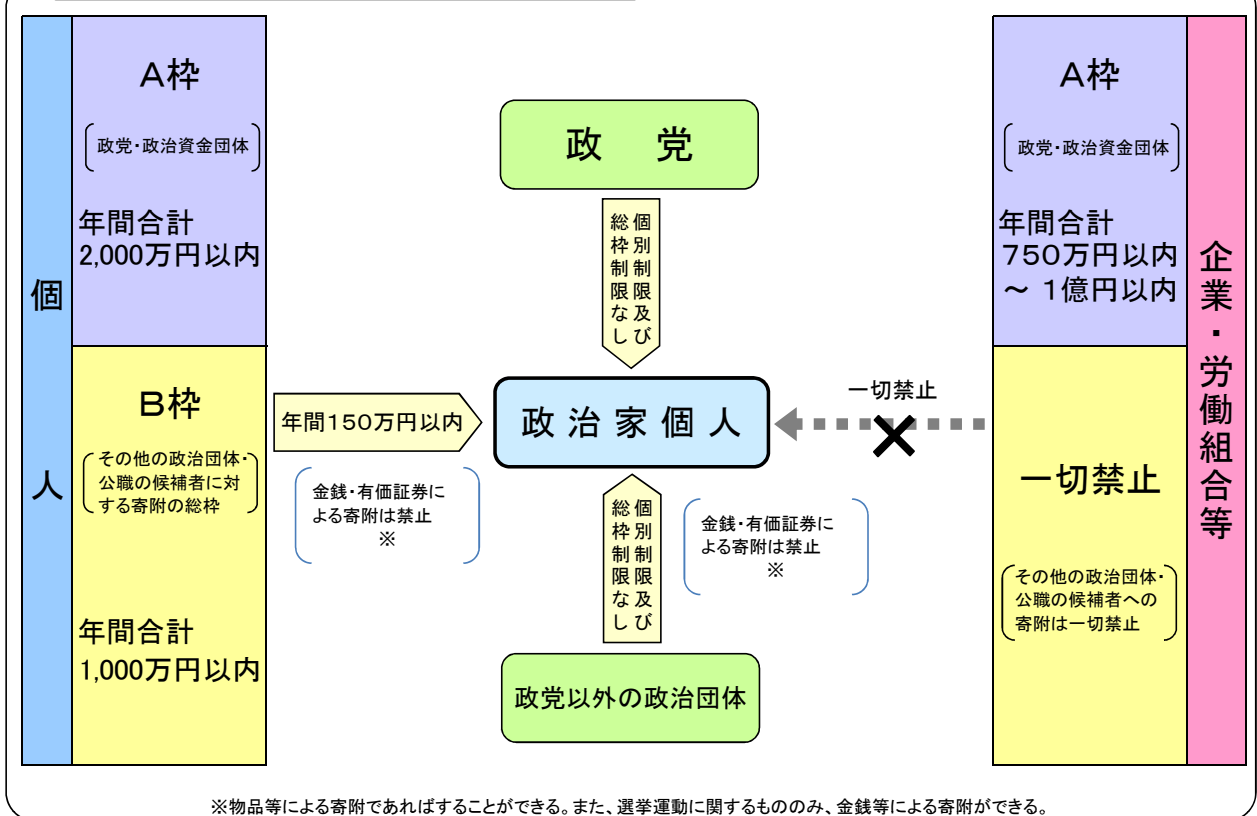 個人
A枠
政党・政治資金団体
年間合計
2,000万円以内
B枠
その他の政治団体・
公職の候補者に対
する寄附の総枠
年間合計
1,000万円以内
年間150万円以内
金銭・有価証券に
よる寄附は禁止
※
政 党
個別制限及び
総枠制限なし
政治家個人
個別制限及び
総枠制限なし
政党以外の政治団体
金銭・有価証券に
よる寄附は禁止
※
一切禁止
A枠
政党・政治資金団体
年間合計
750万円以内
~ 1億円以内
一切禁止
その他の政治団体・
公職の候補者への
寄附は一切禁止
企業・労働組合等
※物品等による寄附であればすることができる。また、選挙運動に関するもののみ、金銭等による寄附ができる。